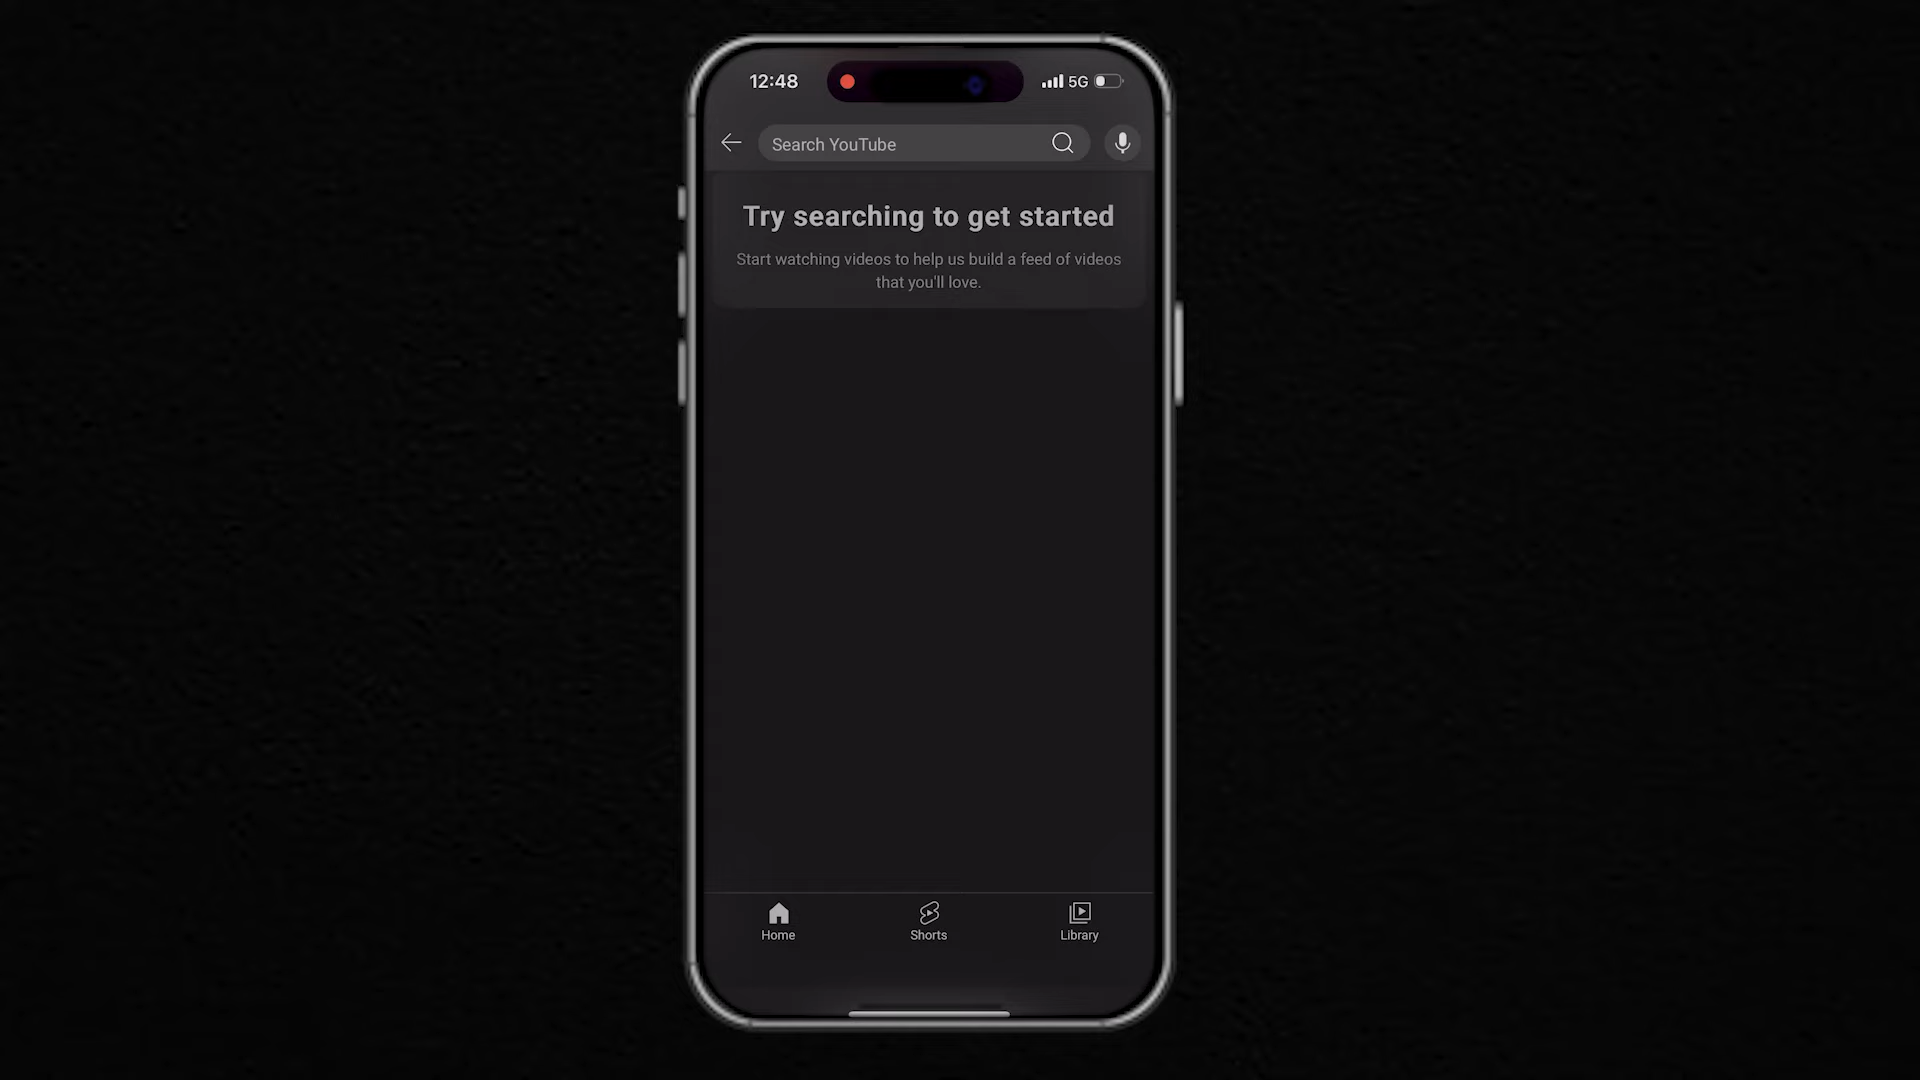 12:48
5G
Search YouTube
Try searching to get started
Start watching videos to help us build a feed of videos
that you'll love.
Home
Shorts
Library